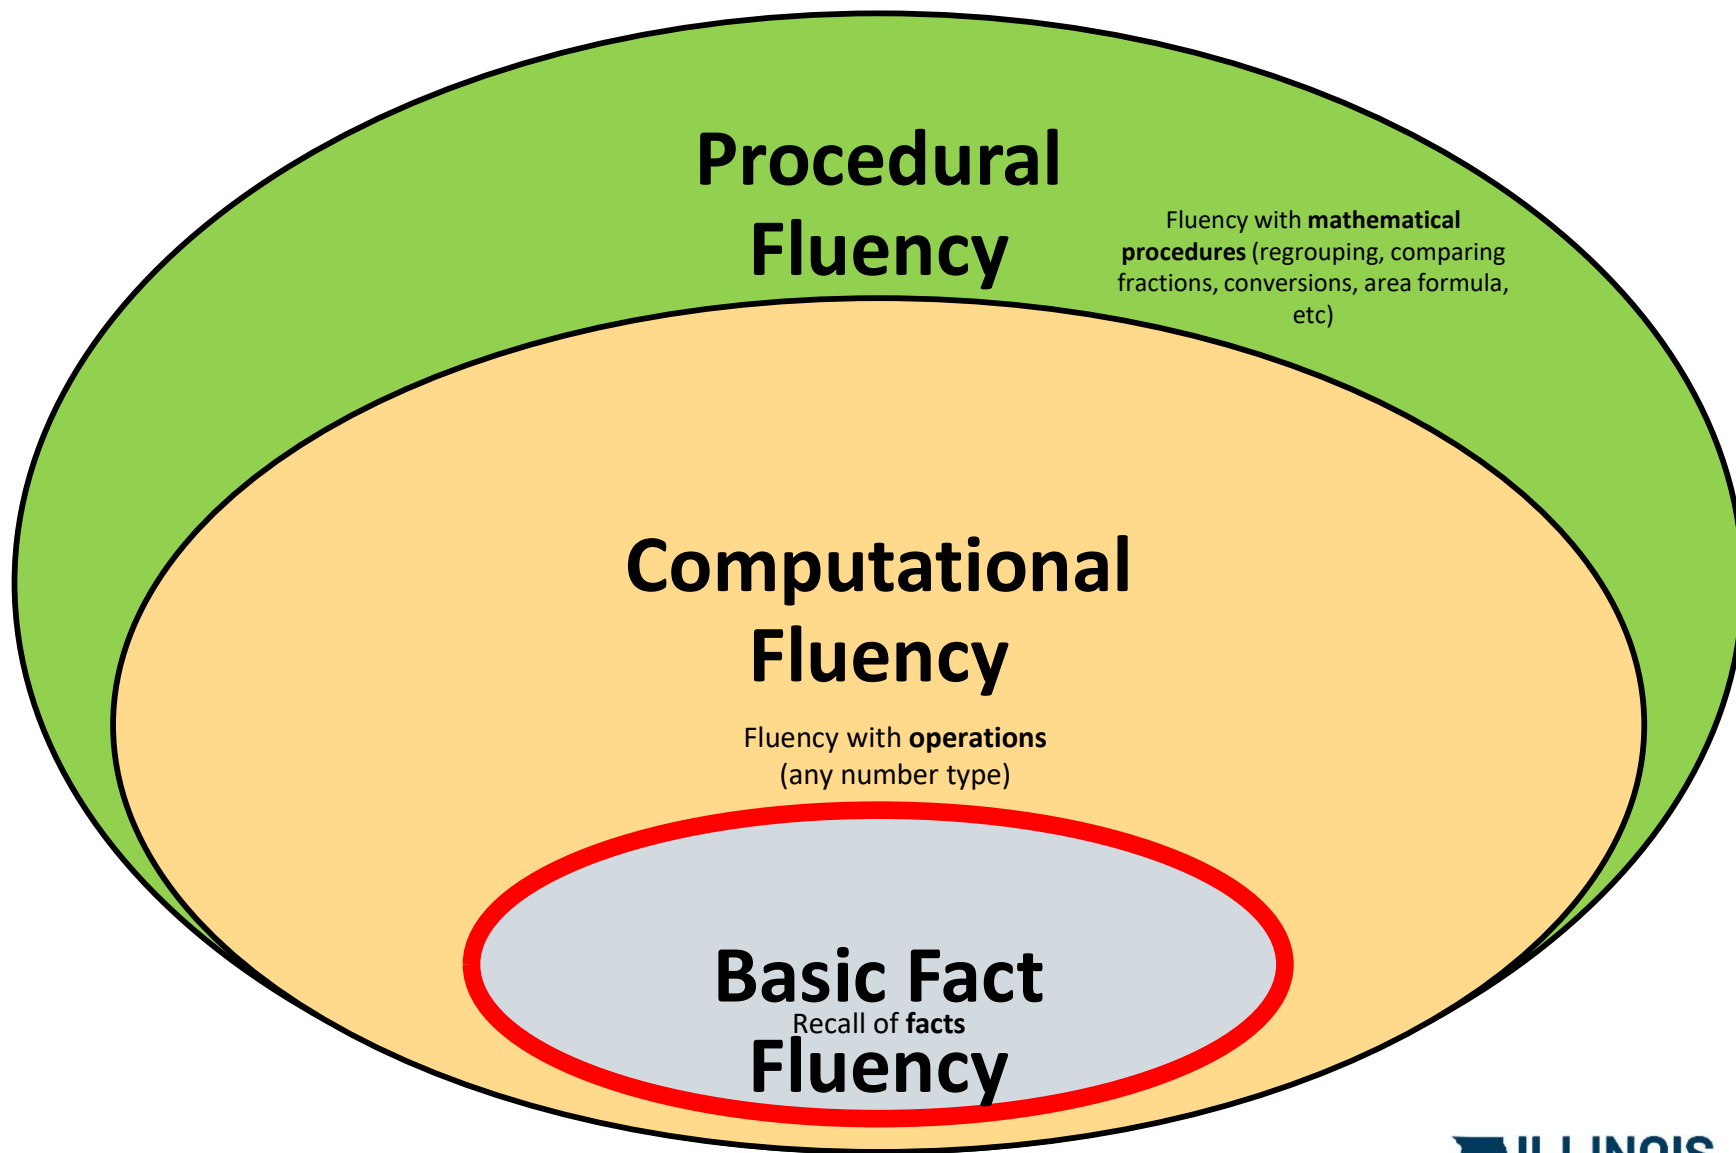 Procedural
Fluency
Fluency with mathematical
procedures (regrouping, comparing
fractions, conversions, area formula,
etc)
Computational
Fluency
Fluency with operations
(any number type)
Basic Fact
Recall of facts
Fluency
ILLINOIS